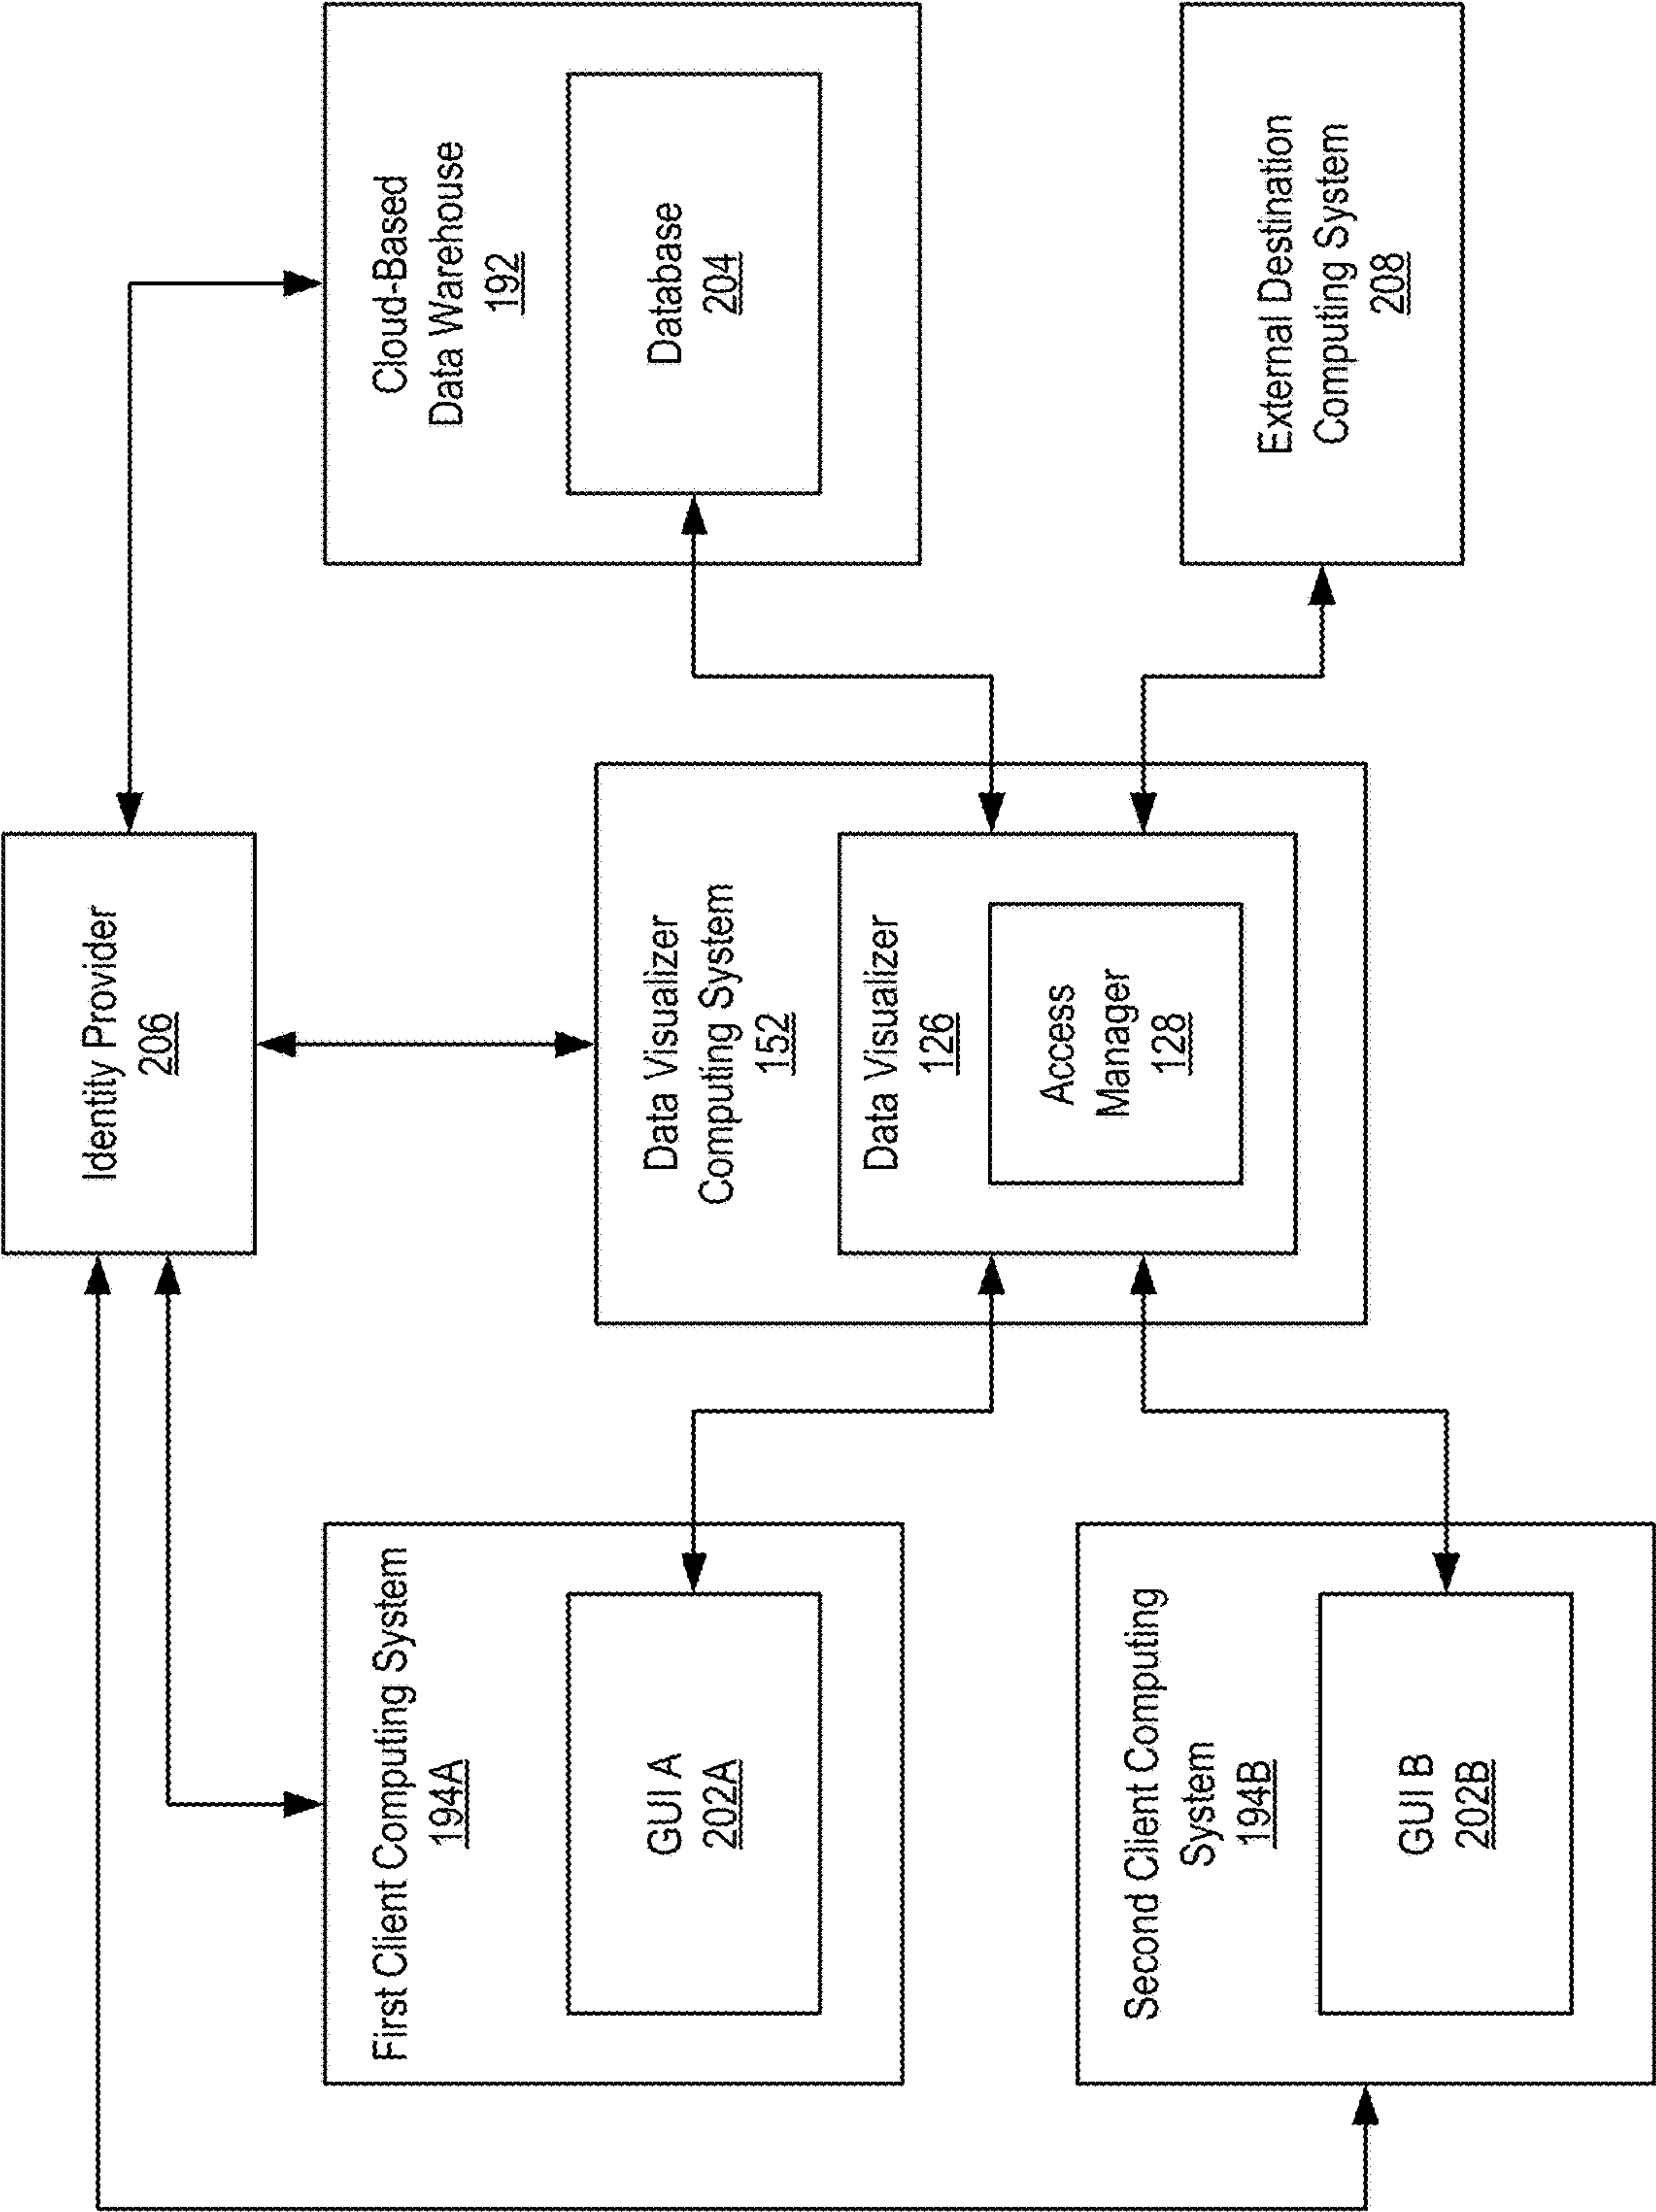 Identity Provider
206
First Client Computing System
194A
GUI A
202A
Second Client Computing
System
194B
GUI B
202B
Data Visualizer
Computing System
152
Data Visualizer
126
Access
Manager
128
Cloud-Based
Data Warehouse
192
Database
204
External Destination
Computing System
208